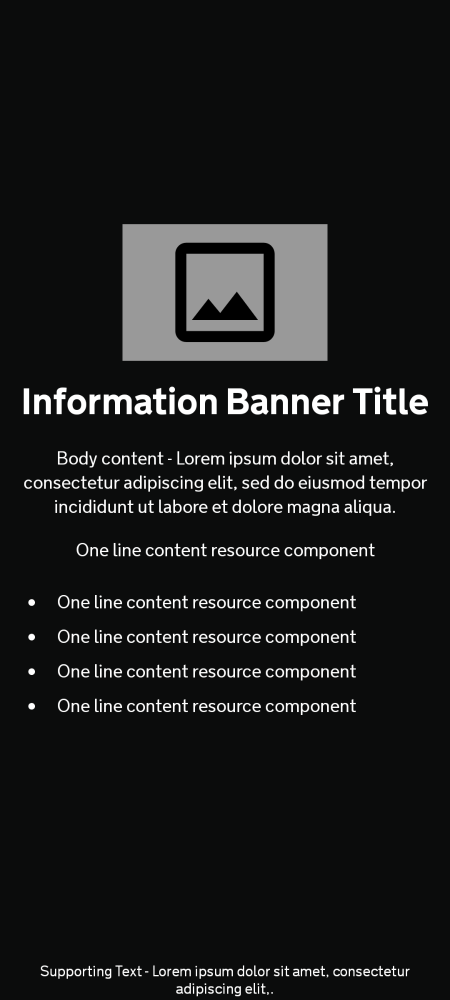 Information Banner Title
Body content - Lorem ipsum dolor sit amet,
consectetur adipiscing elit, sed do eiusmod tempor
incididunt ut labore et dolore magna aliqua.
One line content resource component
• One line content resource component
• One line content resource component
• One line content resource component
• One line content resource component
Supporting Text - Lorem ipsum dolor sit amet, consectetur
adipiscing elit,.